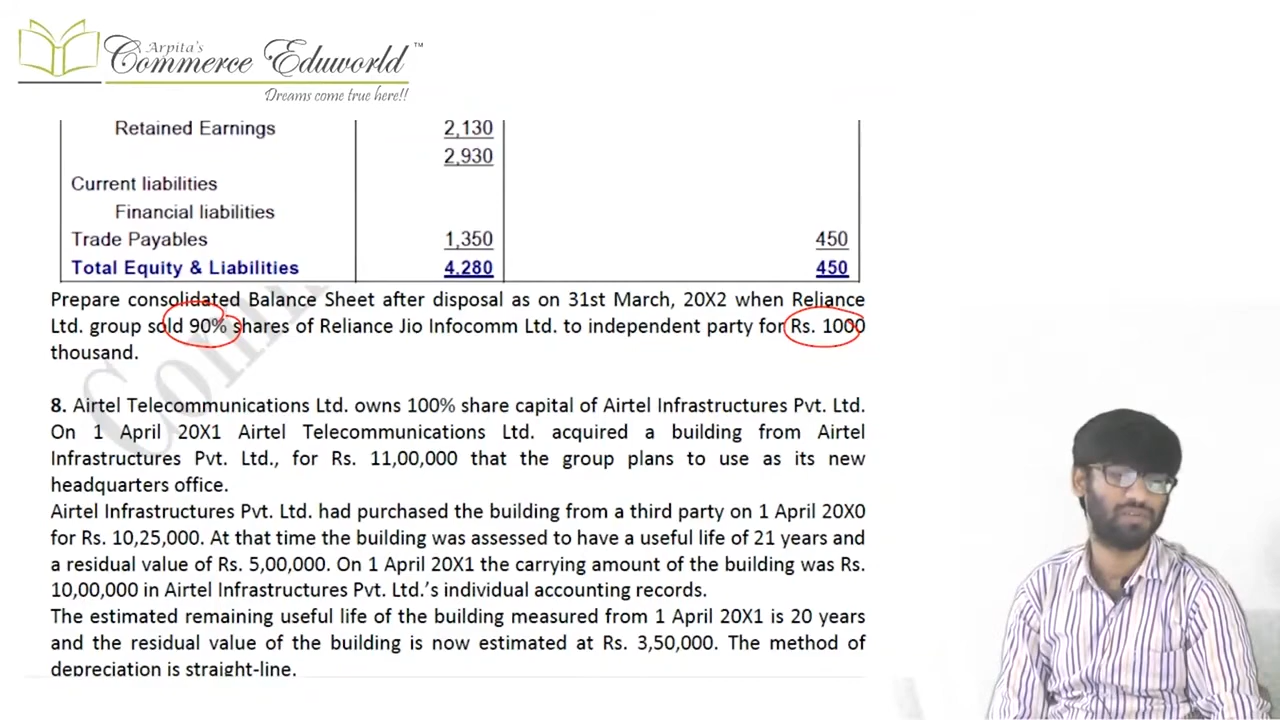 Arpita's
Commerce Eduworld™
Dreams come true here!!
Retained Earnings 2,130
2,930
Current liabilities
Financial liabilities
Trade Payables 1,350 450
Total Equity & Liabilities 4,280 450
Prepare consolidated Balance Sheet after disposal as on 31st March, 20X2 when Reliance
Ltd. group sold 90% shares of Reliance Jio Infocomm Ltd. to independent party for Rs. 1000
thousand.
8. Airtel Telecommunications Ltd. owns 100% share capital of Airtel Infrastructures Pvt. Ltd.
On 1 April 20X1 Airtel Telecommunications Ltd. acquired a building from Airtel
Infrastructures Pvt. Ltd., for Rs. 11,00,000 that the group plans to use as its new
headquarters office.
Airtel Infrastructures Pvt. Ltd. had purchased the building from a third party on 1 April 20X0
for Rs. 10,25,000. At that time the building was assessed to have a useful life of 21 years and
a residual value of Rs. 5,00,000. On 1 April 20X1 the carrying amount of the building was Rs.
10,00,000 in Airtel Infrastructures Pvt. Ltd.'s individual accounting records.
The estimated remaining useful life of the building measured from 1 April 20X1 is 20 years
and the residual value of the building is now estimated at Rs. 3,50,000. The method of
depreciation is straight-line.